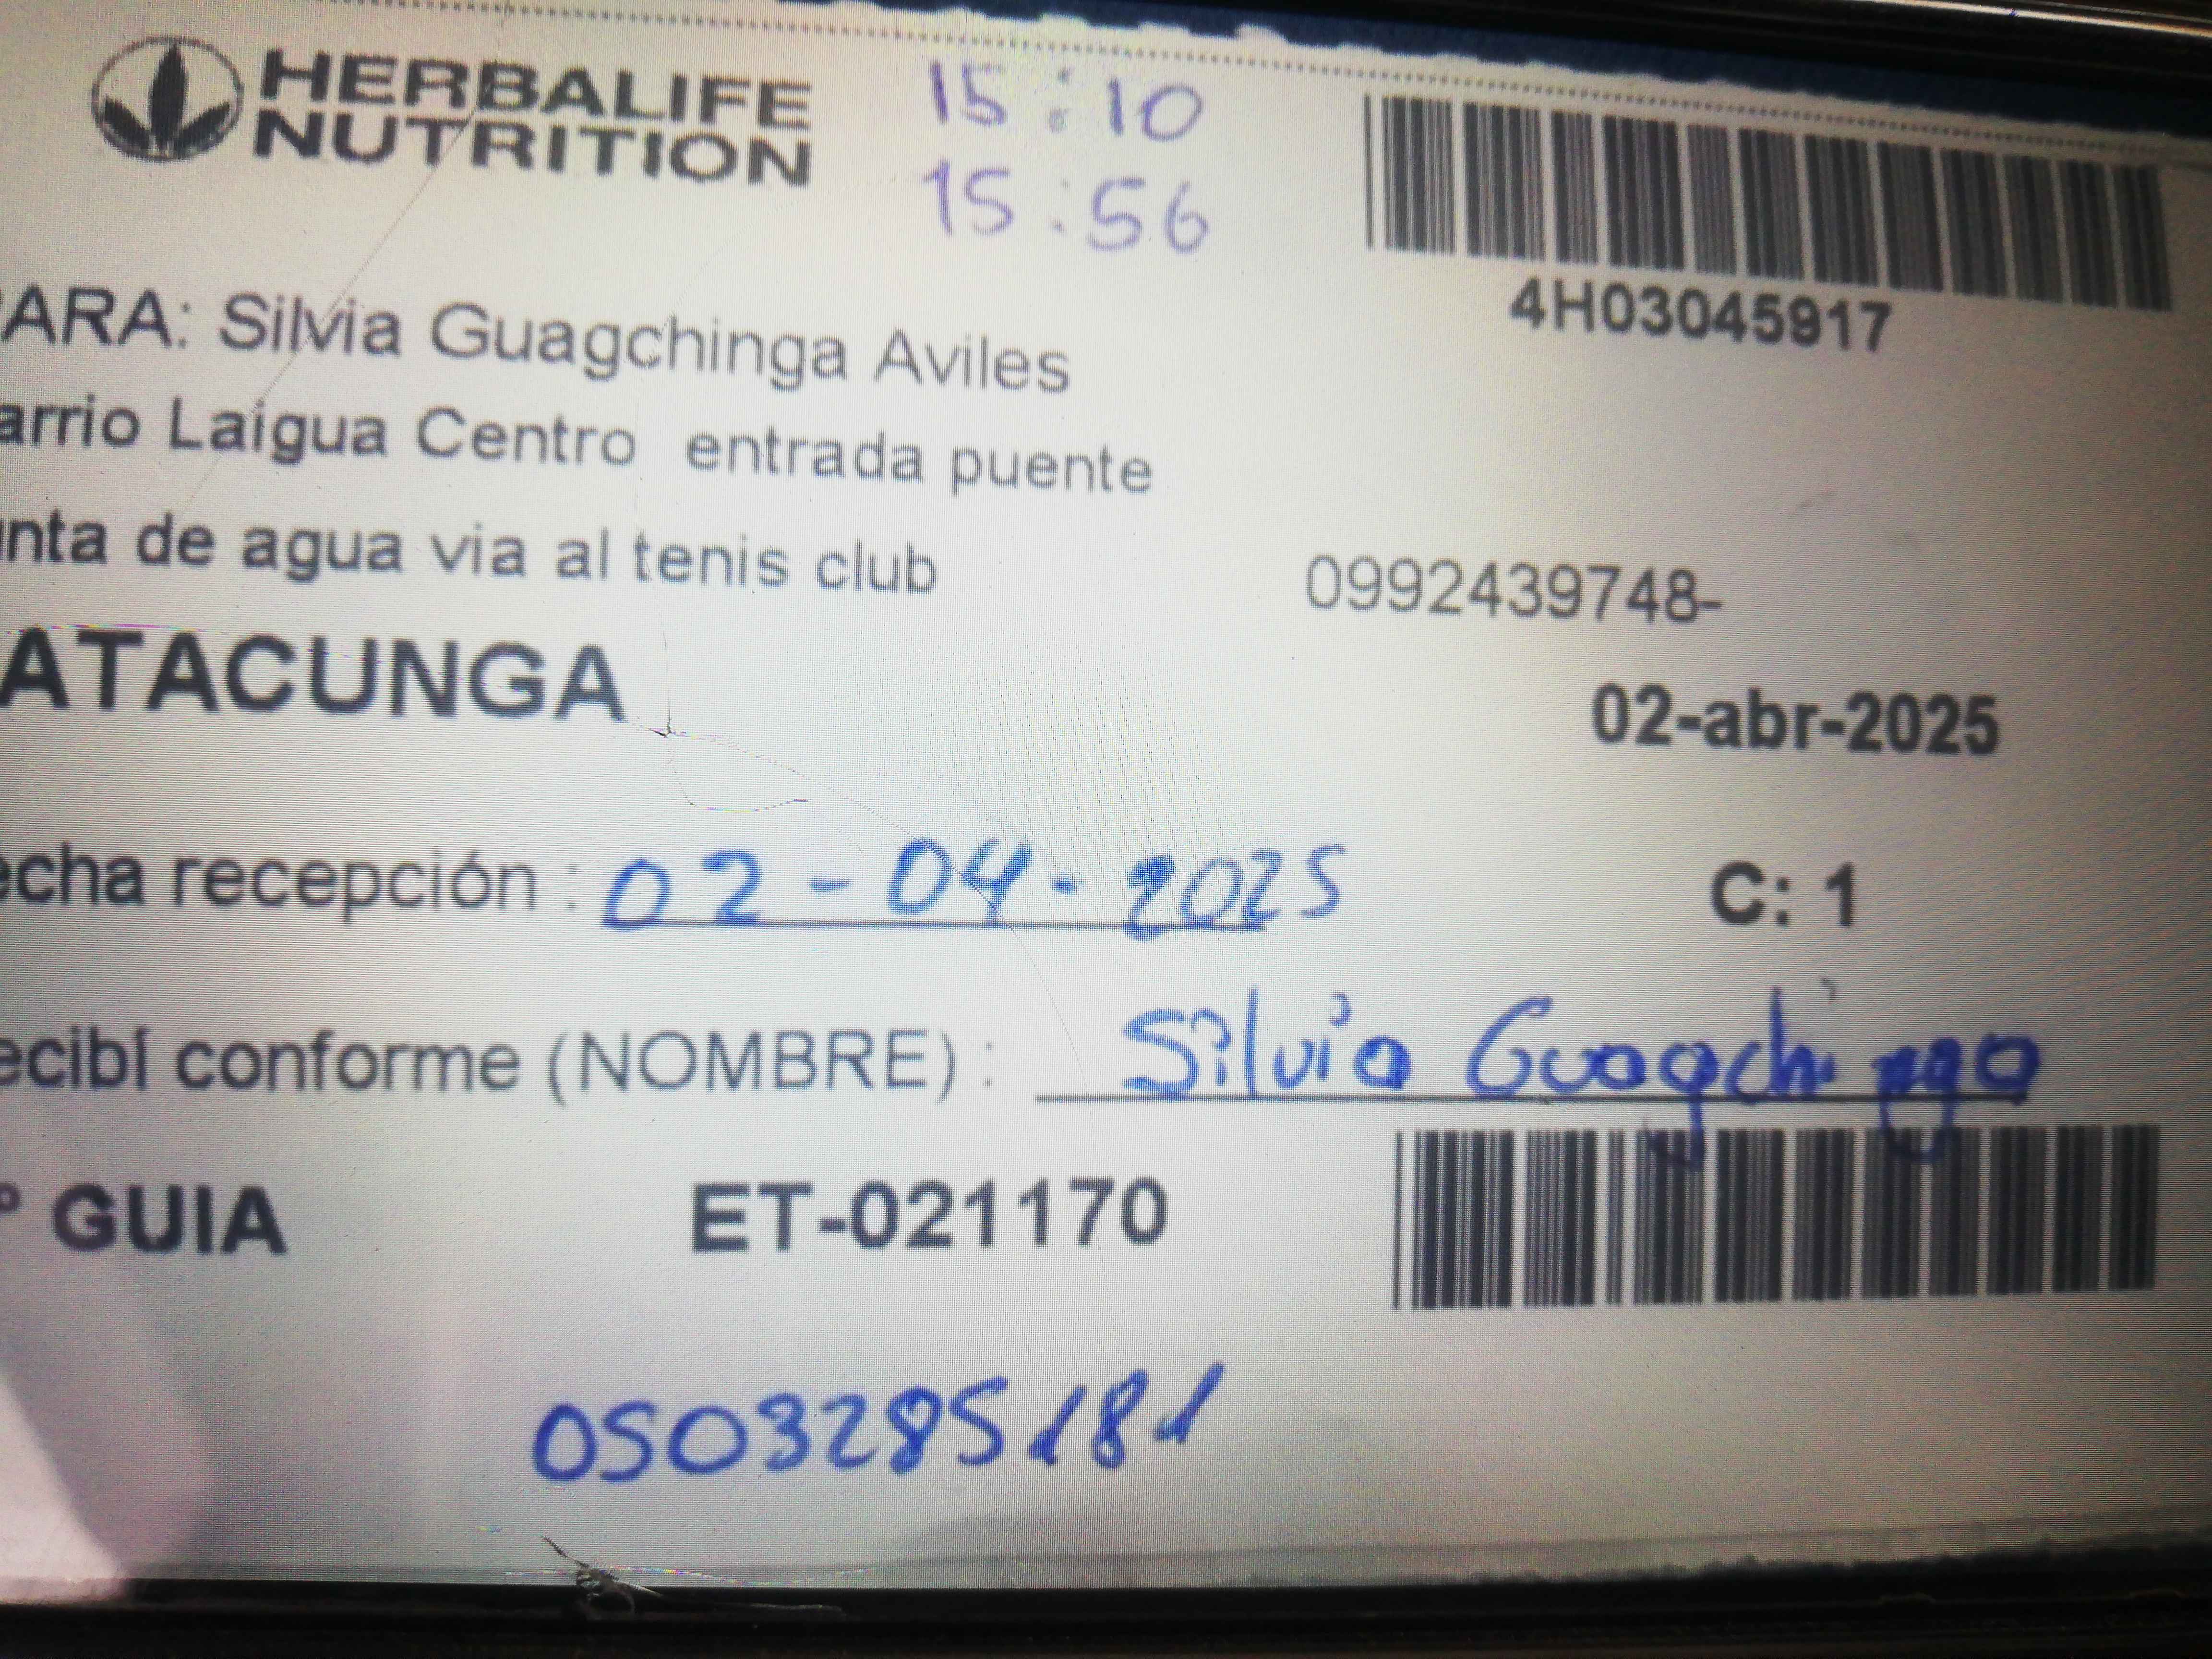 HERBALIFE
NUTRITION
15:10
15:56
4H03045917
ARA: Silvia Guagchinga Aviles
arrio Laigua Centro entrada puente
nta de agua via al tenis club
0992439748-
ATACUNGA
02-abr-2025
echa recepción : 02-04-2025
C: 1
ecibí conforme (NOMBRE) : Silvia Guagchinga
° GUIA ET-021170
0503285181